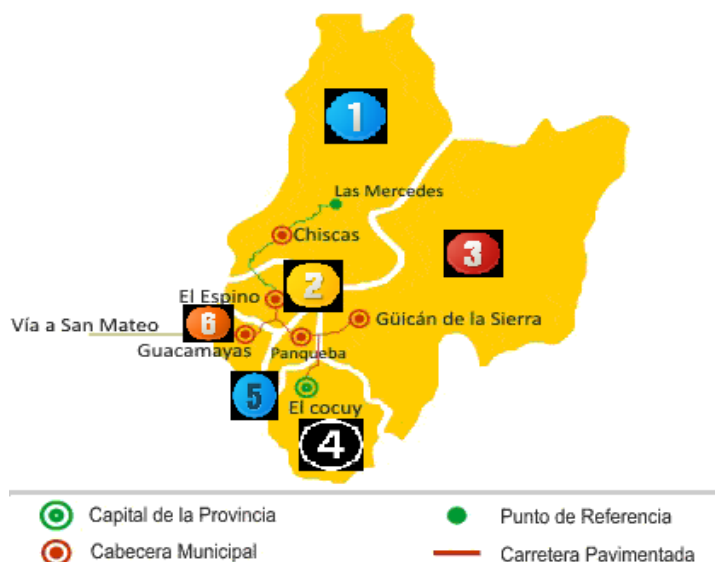 1
Las Mercedes
Chiscas
3
2
El Espino
6
Güicán de la Sierra
Vía a San Mateo
Guacamayas
Panqueba
5
El cocuy
4
Capital de la Provincia
Punto de Referencia
Cabecera Municipal
Carretera Pavimentada